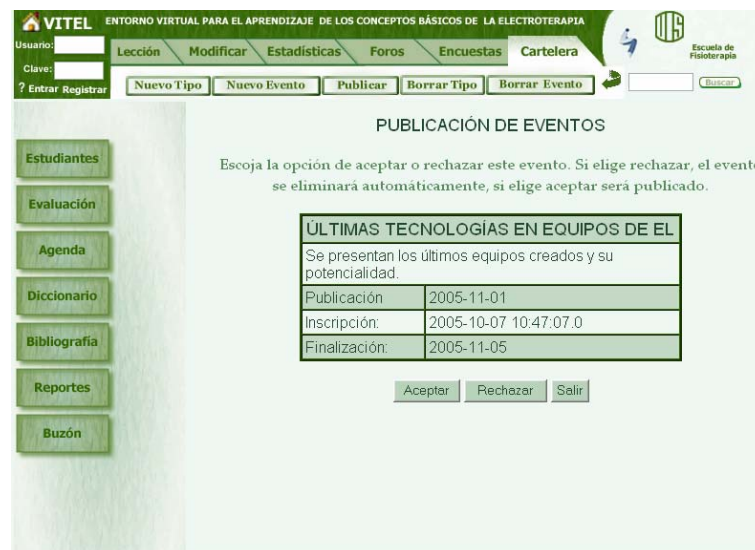 VITEL ENTORNO VIRTUAL PARA EL APRENDIZAJE DE LOS CONCEPTOS BÁSICOS DE LA ELECTROTERAPIA
UIS
Usuario:
Lección Modificar Estadísticas Foros Encuestas Cartelera
Escuela de
Fisioterapia
Clave:
? Entrar Registrar
Nuevo Tipo Nuevo Evento Publicar Borrar Tipo Borrar Evento
Buscar
PUBLICACIÓN DE EVENTOS
Estudiantes
Evaluación
Agenda
Diccionario
Bibliografía
Reportes
Buzón
Escoja la opción de aceptar o rechazar este evento. Si elige rechazar, el evento
se eliminará automáticamente, si elige aceptar será publicado.
ÚLTIMAS TECNOLOGÍAS EN EQUIPOS DE EL
Se presentan los últimos equipos creados y su
potencialidad.
Publicación 2005-11-01
Inscripción: 2005-10-07 10:47:07.0
Finalización: 2005-11-05
Aceptar Rechazar Salir